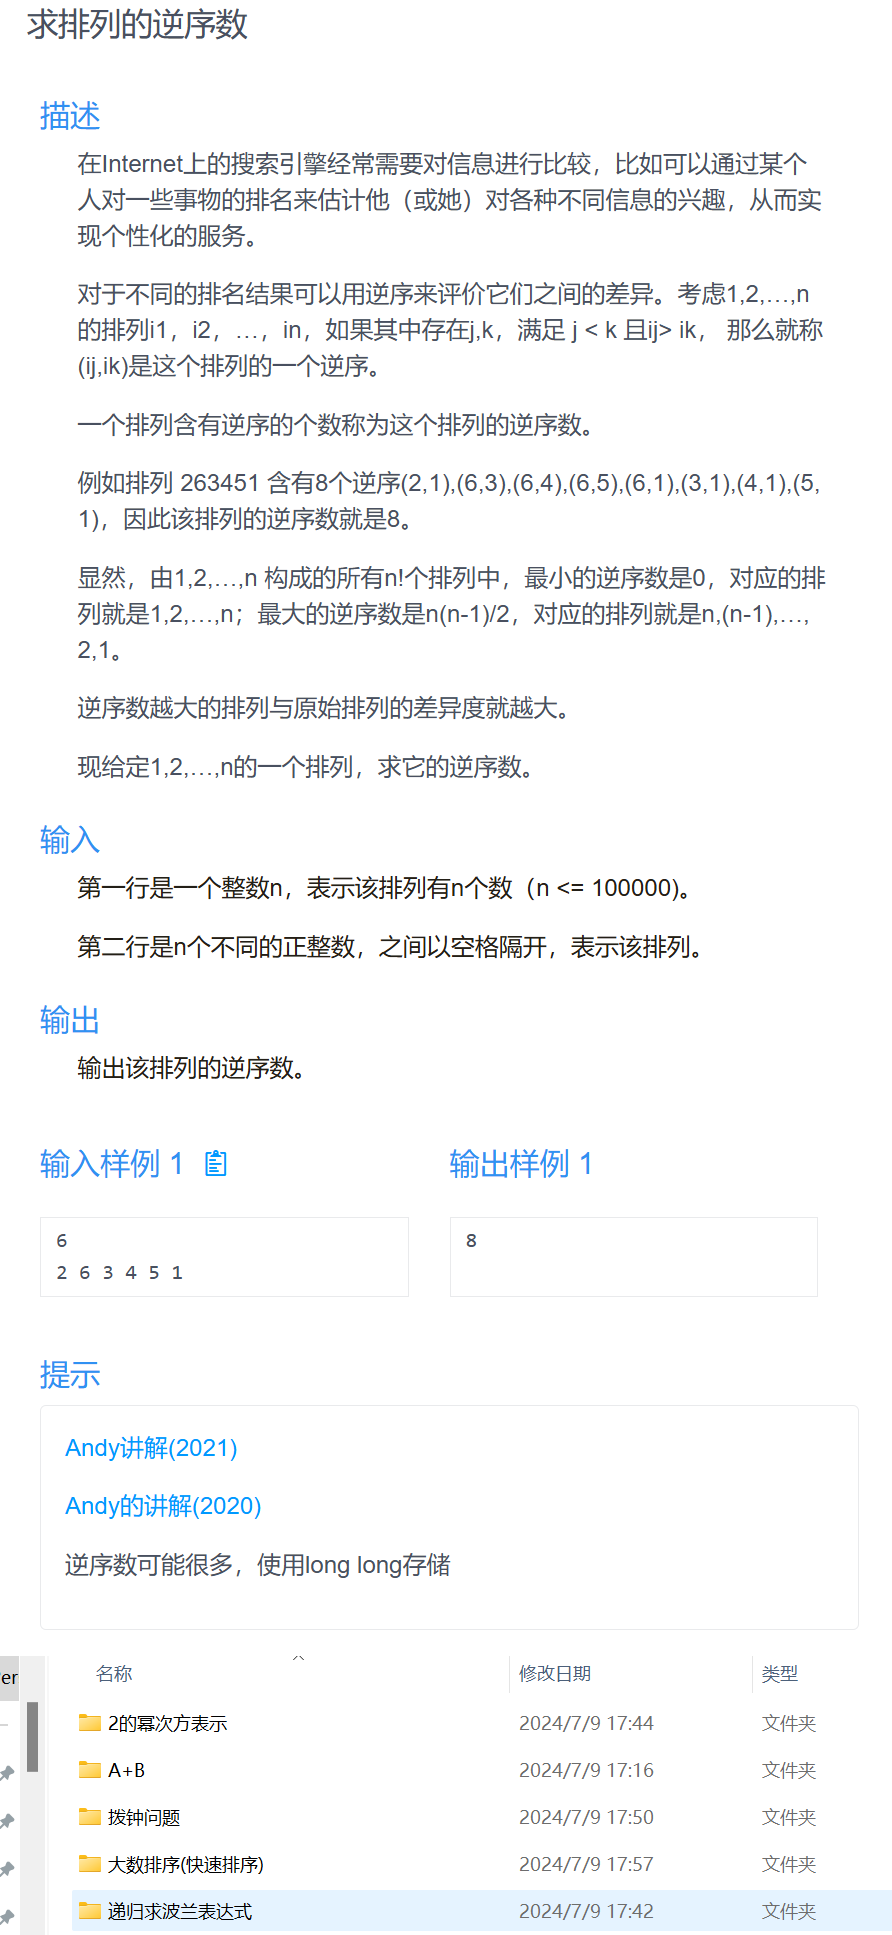 求排列的逆序数
描述
在Internet上的搜索引擎经常需要对信息进行比较，比如可以通过某个
人对一些事物的排名来估计他（或她）对各种不同信息的兴趣，从而实
现个性化的服务。
对于不同的排名结果可以用逆序来评价它们之间的差异。考虑1,2,…,n
的排列i1，i2，…，in，如果其中存在j,k，满足 j < k 且ij> ik， 那么就称
(ij,ik)是这个排列的一个逆序。
一个排列含有逆序的个数称为这个排列的逆序数。
例如排列 263451 含有8个逆序(2,1),(6,3),(6,4),(6,5),(6,1),(3,1),(4,1),(5,
1)，因此该排列的逆序数就是8。
显然，由1,2,…,n 构成的所有n!个排列中，最小的逆序数是0，对应的排
列就是1,2,…,n；最大的逆序数是n(n-1)/2，对应的排列就是n,(n-1),…,
2,1。
逆序数越大的排列与原始排列的差异度就越大。
现给定1,2,…,n的一个排列，求它的逆序数。
输入
第一行是一个整数n，表示该排列有n个数（n <= 100000)。
第二行是n个不同的正整数，之间以空格隔开，表示该排列。
输出
输出该排列的逆序数。
输入样例 1
6
2 6 3 4 5 1
输出样例 1
8
提示
Andy讲解(2021)
Andy的讲解(2020)
逆序数可能很多，使用long long存储
er
名称 修改日期 类型
2的幂次方表示 2024/7/9 17:44 文件夹
A+B 2024/7/9 17:16 文件夹
拨钟问题 2024/7/9 17:50 文件夹
大数排序(快速排序) 2024/7/9 17:57 文件夹
递归求波兰表达式 2024/7/9 17:42 文件夹